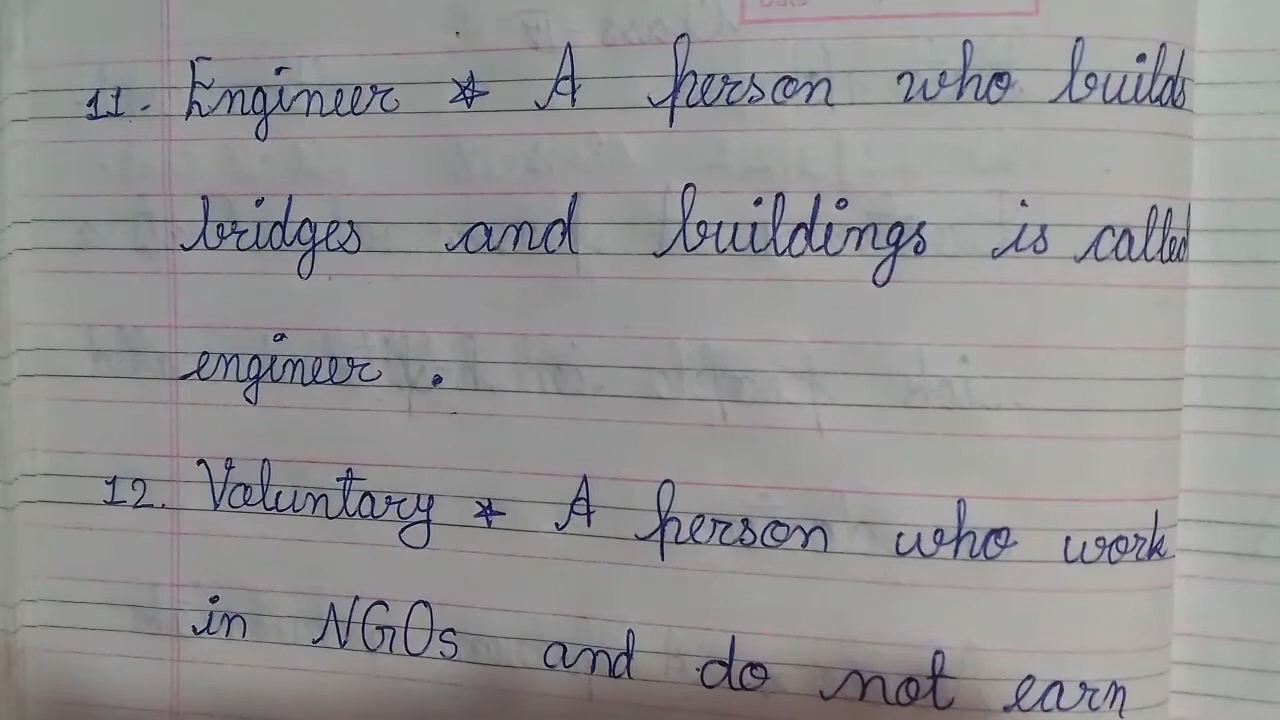 11. Engineer * A person who builds
bridges and buildings is called
engineer.
12. Voluntary * A person who work
in NGOs and do not earn